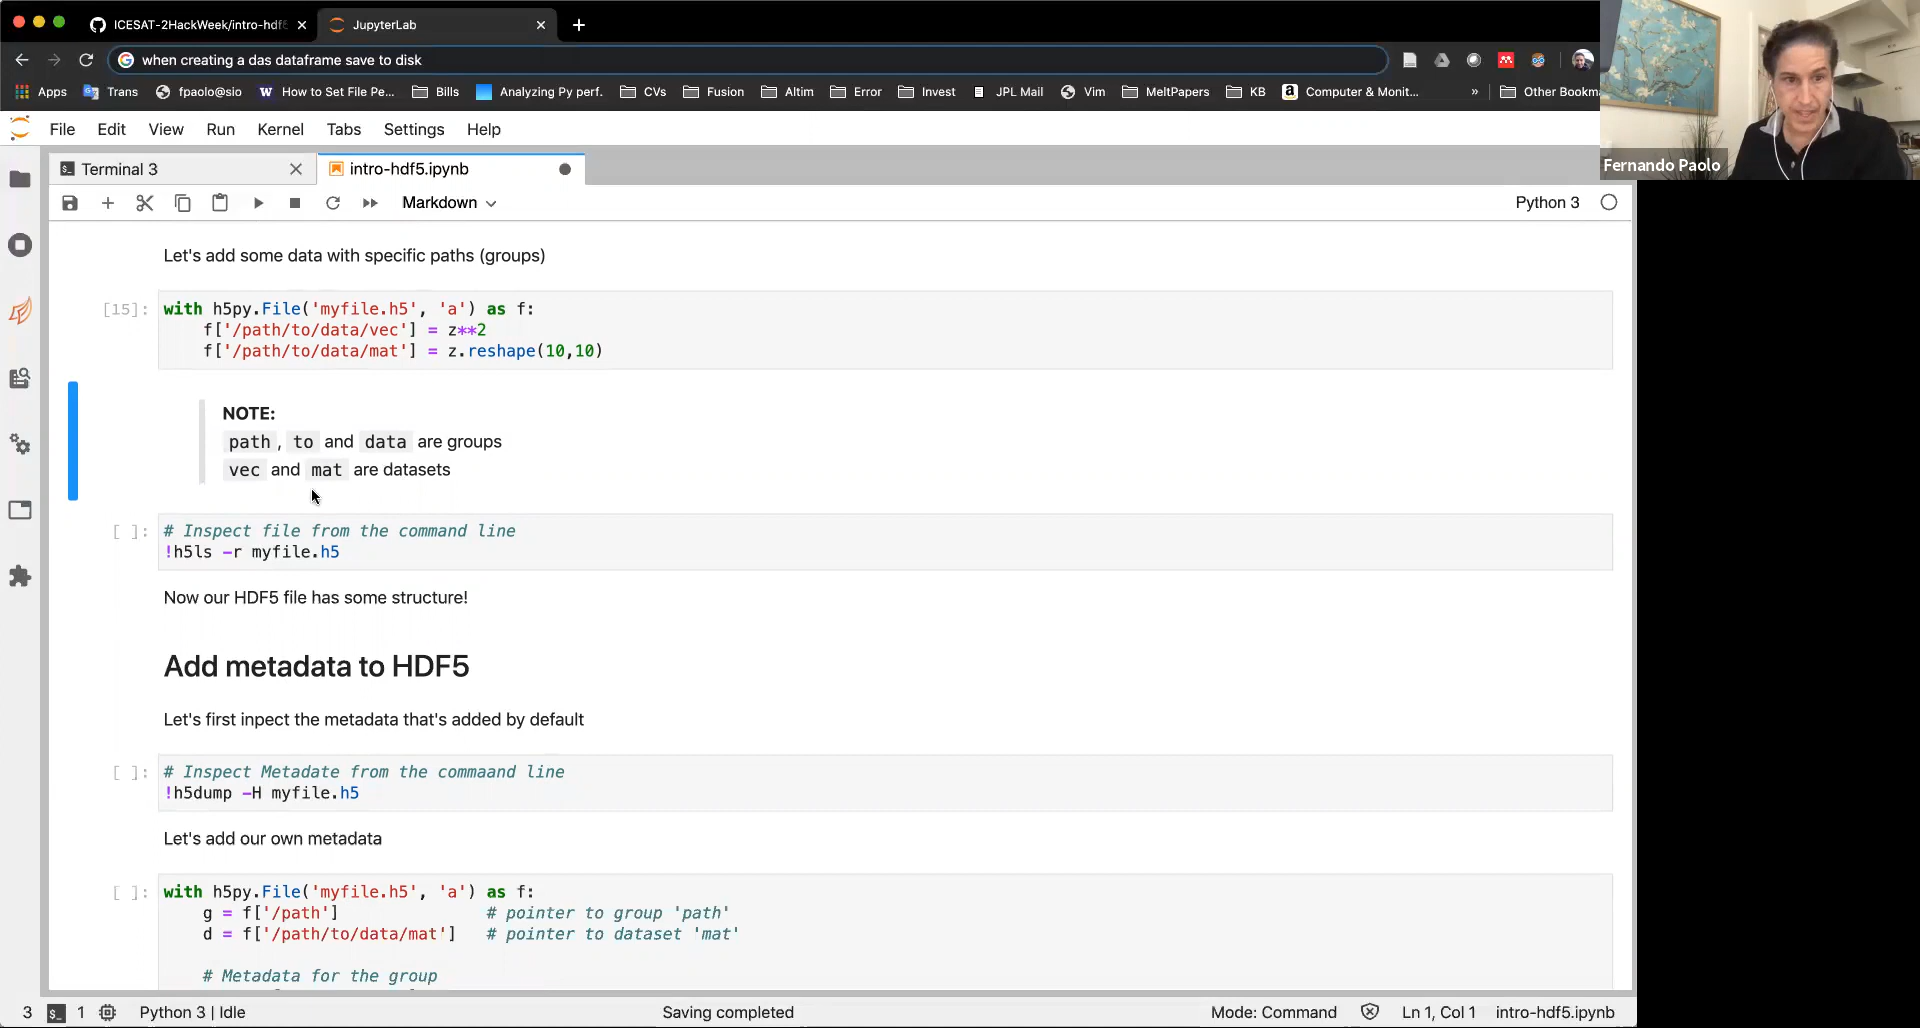 ICESAT-2HackWeek/intro-hdf5
JupyterLab
when creating a das dataframe save to disk
Apps
Trans
fpaolo@sio
How to Set File Pe...
Bills
Analyzing Py perf.
CVs
Fusion
Altim
Error
Invest
JPL Mail
Vim
MeltPapers
KB
Computer & Monit...
»
Other Bookma
File Edit View Run Kernel Tabs Settings Help
Fernando Paolo
Terminal 3
intro-hdf5.ipynb
Markdown
Python 3
Let's add some data with specific paths (groups)
[15]:
with h5py.File('myfile.h5', 'a') as f:
f['/path/to/data/vec'] = z**2
f['/path/to/data/mat'] = z.reshape(10,10)
NOTE:
path, to and data are groups
vec and mat are datasets
[ ]:
# Inspect file from the command line
!h5ls -r myfile.h5
Now our HDF5 file has some structure!
Add metadata to HDF5
Let's first inpect the metadata that's added by default
[ ]:
# Inspect Metadate from the commaand line
!h5dump -H myfile.h5
Let's add our own metadata
[ ]:
with h5py.File('myfile.h5', 'a') as f:
g = f['/path'] # pointer to group 'path'
d = f['/path/to/data/mat'] # pointer to dataset 'mat'
# Metadata for the group
3 $_ 1 Python 3 | Idle
Saving completed
Mode: Command
Ln 1, Col 1
intro-hdf5.ipynb